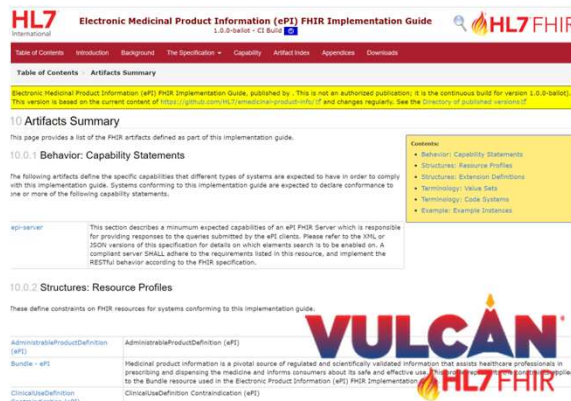 HL7
International
Electronic Medicinal Product Information (ePI) FHIR Implementation Guide
1.0.0-ballot - CI Build
HL7 FHIR
Table of Contents Introduction Background The Specification Capability Artifact Index Appendices Downloads
Table of Contents Artifacts Summary
Electronic Medicinal Product Information (ePI) FHIR Implementation Guide, published by . This is not an authorized publication; it is the continuous build for version 1.0.0-ballot).
This version is based on the current content of https://github.com/HL7/emedicinal-product-info/ and changes regularly. See the Directory of published versions
10 Artifacts Summary
This page provides a list of the FHIR artifacts defined as part of this implementation guide.
Contents:
• Behavior: Capability Statements
• Structures: Resource Profiles
• Structures: Extension Definitions
• Terminology: Value Sets
• Terminology: Code Systems
• Example: Example Instances
10.0.1 Behavior: Capability Statements
The following artifacts define the specific capabilities that different types of systems are expected to have in order to comply
with this implementation guide. Systems conforming to this implementation guide are expected to declare conformance to
one or more of the following capability statements.
epi-server
This section describes a minumum expected capabilities of an ePI FHIR Server which is responsible
for providing responses to the queries submitted by the ePI clients. Please refer to the XML or
JSON versions of this specification for details on which elements search is to be enabled on. A
compliant server SHALL adhere to the requirements listed in this resource, and implement the
RESTful behavior according to the FHIR specification.
10.0.2 Structures: Resource Profiles
These define constraints on FHIR resources for systems conforming to this implementation guide.
AdministrableProductDefinition
(ePI)
AdministrableProductDefinition (ePI)
Bundle - ePI
Medicinal product information is a pivotal source of regulated and scientifically validated information that assists healthcare professionals in
prescribing and dispensing the medicine and informs consumers about its safe and effective use. This
to the Bundle resource used in the Electronic Product Information (ePI) FHIR Implementation
ClinicalUseDefinition
ClinicalUseDefinition Contraindication (ePI)
VULCAN
HL7 FHIR